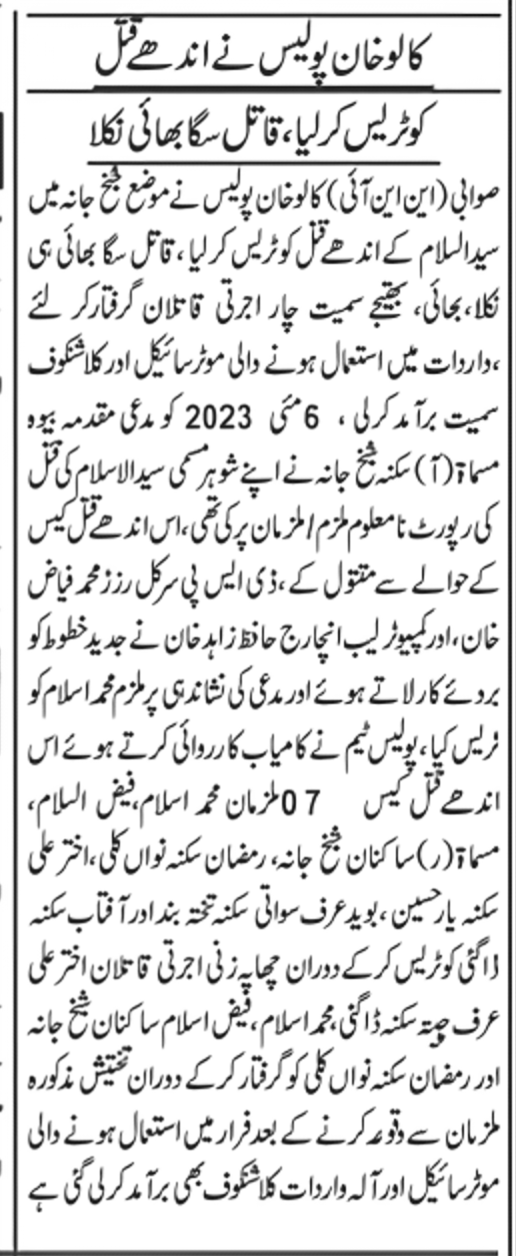 کالوخان پولیس نے اندھے قتل
کوٹریس کرلیا، قاتل سگا بھائی نکلا
صوابی (این این آئی) کالوخان پولیس نے موضع شیخ جانہ میں
سیدالسلام کے اندھے قتل کوٹریس کرلیا، قاتل سگا بھائی ہی
نکلا، بھائی، بھتیجے سمیت چار اجرتی قاتلان گرفتار کر لئے
،واردات میں استعمال ہونے والی موٹرسائیکل اور کلاشنکوف
سمیت برآمد کرلی، 6 مئی 2023 کو مدعی مقدمہ بیوہ
مسماۃ (آ) سکنہ شیخ جانہ نے اپنے شوہر مسمی سیدالاسلام کی قتل
کی رپورٹ نامعلوم ملزم/ملزمان پر کی تھی، اس اندھے قتل کیس
کے حوالے سے مقتول کے، ڈی ایس پی سرکل رزڑ محمد فیاض
خان، اور کمپیوٹر لیب انچارج حافظ زاہد خان نے جدید خطوط کو
بروئے کار لاتے ہوئے اور مدعی کی نشاندہی پر ملزم محمد اسلام کو
ٹریس کیا، پولیس ٹیم نے کامیاب کارروائی کرتے ہوئے اس
اندھے قتل کیس 07 ملزمان محمد اسلام، فیض السلام،
مسماۃ (ر) ساکنان شیخ جانہ، رمضان سکنہ نواں کلی، اختر علی
سکنہ یارحسین، بوید عرف سواتی سکنہ تختہ بند اور آفتاب سکنہ
ڈاگئی کوٹریس کر کے دوران چھاپہ زنی اجرتی قاتلان اختر علی
عرف چیتہ سکنہ ڈاگئی، محمد اسلام، فیض اسلام ساکنان شیخ جانہ
اور رمضان سکنہ نواں کلی کو گرفتار کر کے دوران تفتیش مذکورہ
ملزمان سے وقوعہ کرنے کے بعد فرار میں استعمال ہونے والی
موٹرسائیکل اور آلہ واردات کلاشنکوف بھی برآمد کرلی گئی ہے